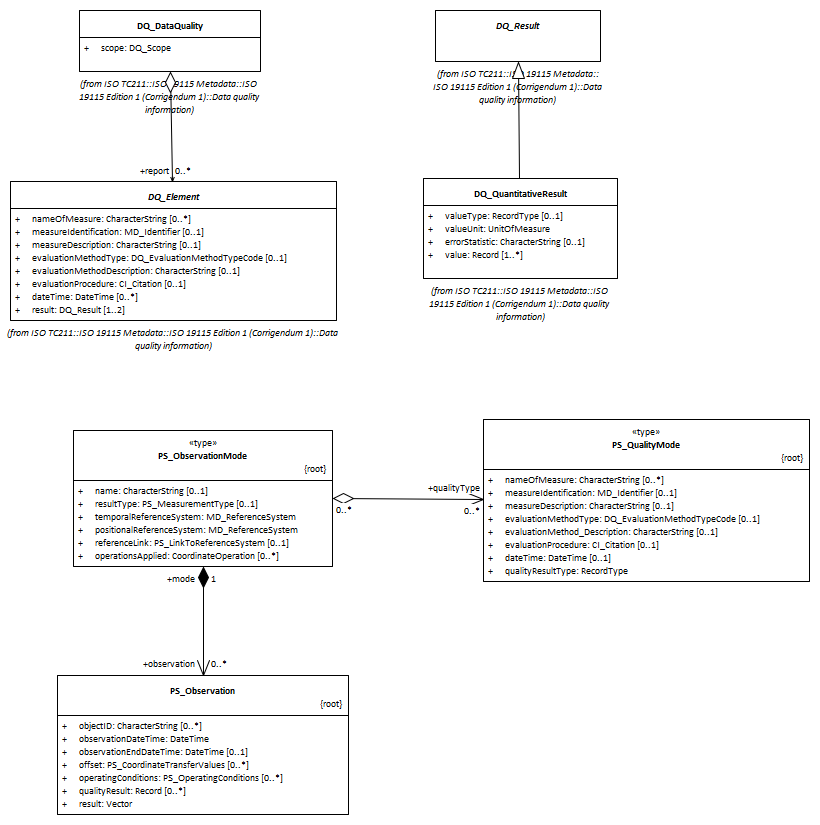 DQ_DataQuality
+ scope: DQ_Scope
(from ISO TC211::ISO 19115 Metadata::ISO
19115 Edition 1 (Corrigendum 1)::Data quality
information)
+report 0..*
DQ_Element
+ nameOfMeasure: CharacterString [0..*]
+ measureIdentification: MD_Identifier [0..1]
+ measureDescription: CharacterString [0..1]
+ evaluationMethodType: DQ_EvaluationMethodTypeCode [0..1]
+ evaluationMethodDescription: CharacterString [0..1]
+ evaluationProcedure: CI_Citation [0..1]
+ dateTime: DateTime [0..*]
+ result: DQ_Result [1..2]
(from ISO TC211::ISO 19115 Metadata::ISO 19115 Edition 1 (Corrigendum 1)::Data
quality information)
DQ_Result
(from ISO TC211::ISO 19115 Metadata::
ISO 19115 Edition 1 (Corrigendum 1)::Data
quality information)
DQ_QuantitativeResult
+ valueType: RecordType [0..1]
+ valueUnit: UnitOfMeasure
+ errorStatistic: CharacterString [0..1]
+ value: Record [1..*]
(from ISO TC211::ISO 19115 Metadata::ISO
19115 Edition 1 (Corrigendum 1)::Data quality
information)
«type»
PS_ObservationMode
{root}
+ name: CharacterString [0..1]
+ resultType: PS_MeasurementType [0..1]
+ temporalReferenceSystem: MD_ReferenceSystem
+ positionalReferenceSystem: MD_ReferenceSystem
+ referenceLink: PS_LinkToReferenceSystem [0..1]
+ operationsApplied: CoordinateOperation [0..*]
0..*
+qualityType
0..*
«type»
PS_QualityMode
{root}
+ nameOfMeasure: CharacterString [0..*]
+ measureIdentification: MD_Identifier [0..1]
+ measureDescription: CharacterString [0..1]
+ evaluationMethodType: DQ_EvaluationMethodTypeCode [0..1]
+ evaluationMethod_Description: CharacterString [0..1]
+ evaluationProcedure: CI_Citation [0..1]
+ dateTime: DateTime [0..1]
+ qualityResultType: RecordType
+mode 1
+observation 0..*
PS_Observation
{root}
+ objectID: CharacterString [0..*]
+ observationDateTime: DateTime
+ observationEndDateTime: DateTime [0..1]
+ offset: PS_CoordinateTransferValues [0..*]
+ operatingConditions: PS_OperatingConditions [0..*]
+ qualityResult: Record [0..*]
+ result: Vector